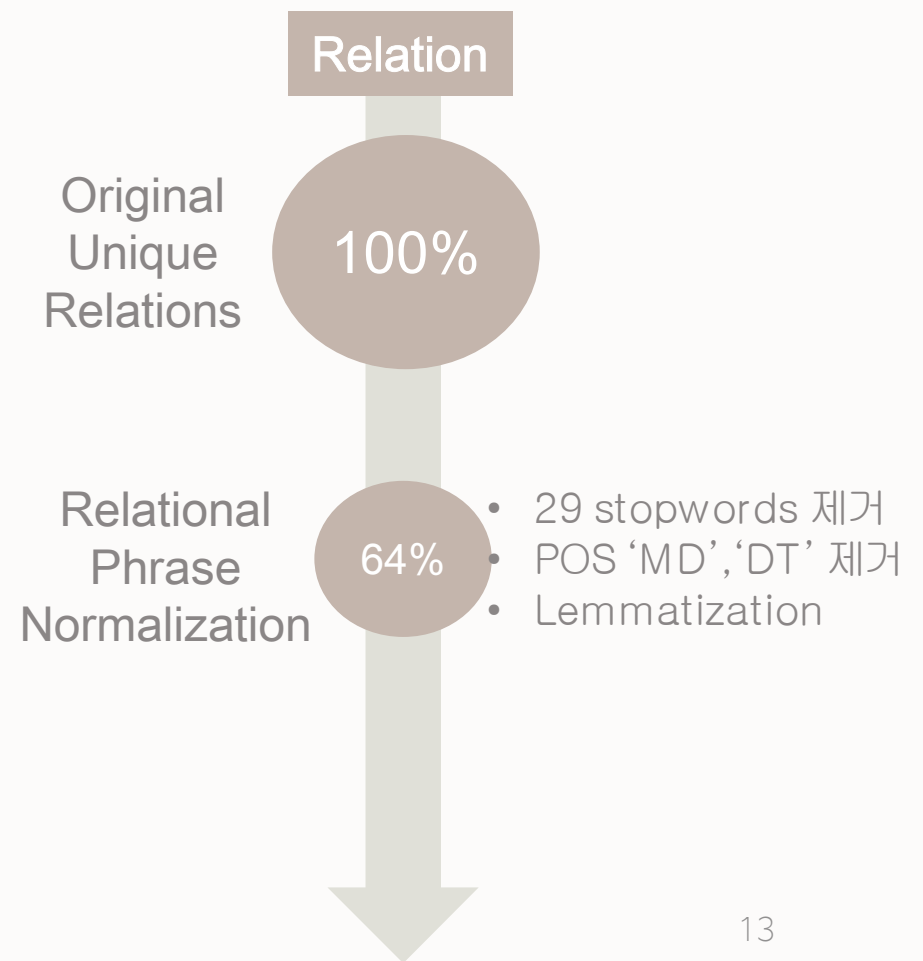 Relation
Original
Unique
Relations
100%
Relational
Phrase
Normalization
64%
• 29 stopwords 제거
• POS ‘MD’,‘DT’ 제거
• Lemmatization
13